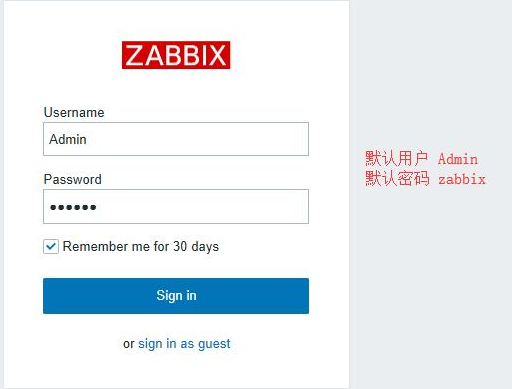 ZABBIX
Username
Admin
Password
••••••
Remember me for 30 days
Sign in
or sign in as guest
默认用户 Admin
默认密码 zabbix